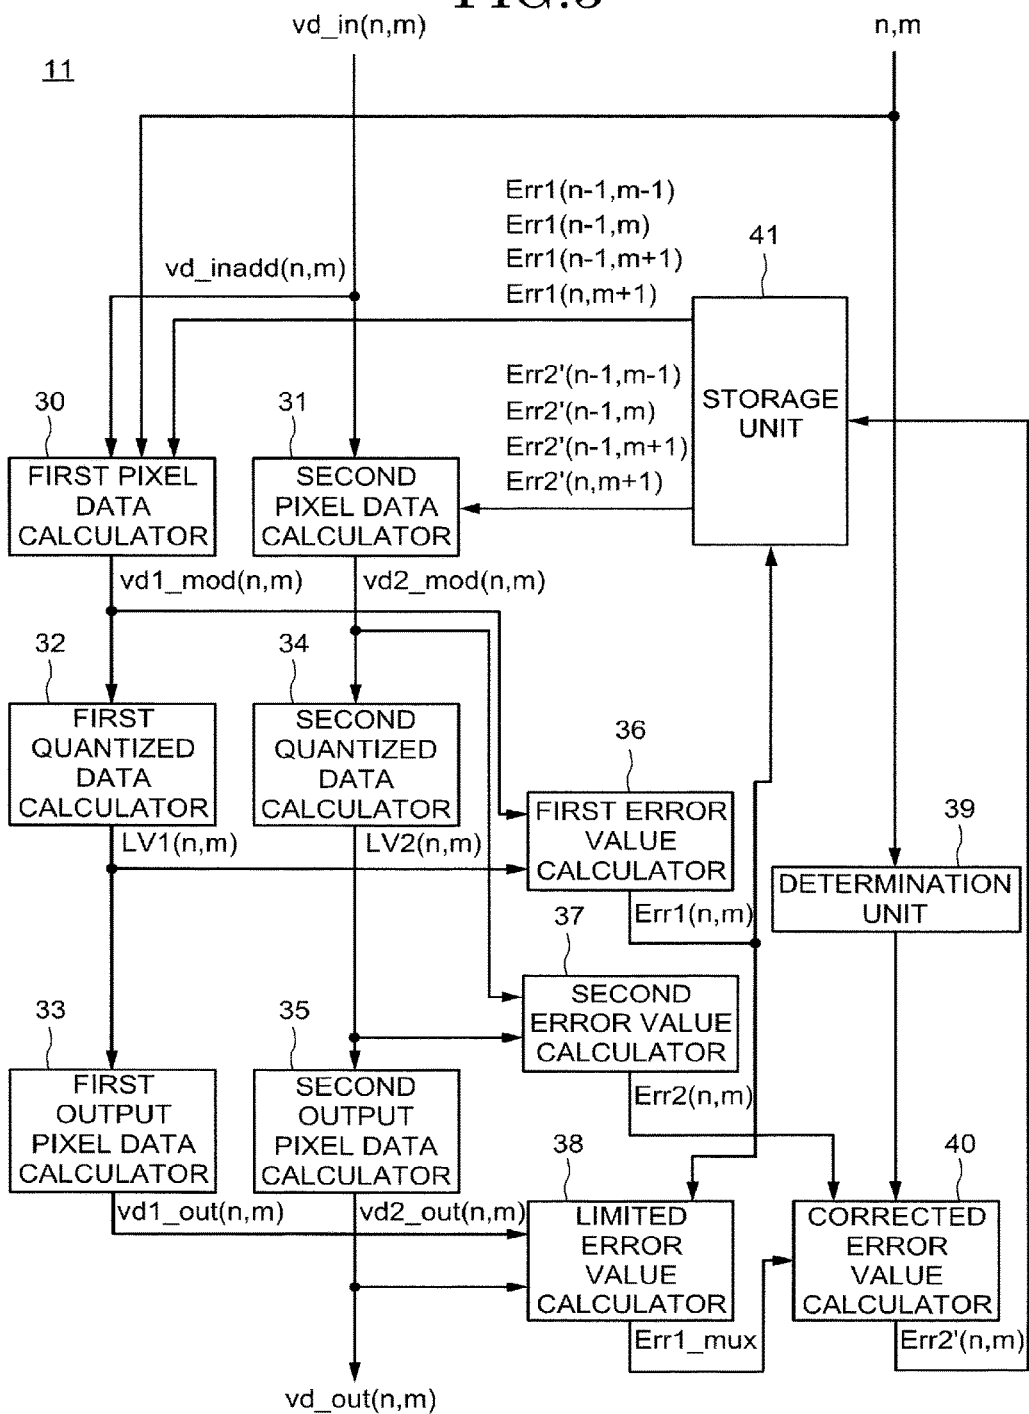 vd_in(n,m)
n,m
11
Err1(n-1,m-1)
Err1(n-1,m)
Err1(n-1,m+1)
Err1(n,m+1)
41
vd_inadd(n,m)
STORAGE
UNIT
Err2'(n-1,m-1)
Err2'(n-1,m)
Err2'(n-1,m+1)
Err2'(n,m+1)
30
FIRST PIXEL
DATA
CALCULATOR
31
SECOND
PIXEL DATA
CALCULATOR
vd1_mod(n,m)
vd2_mod(n,m)
32
FIRST
QUANTIZED
DATA
CALCULATOR
34
SECOND
QUANTIZED
DATA
CALCULATOR
36
FIRST ERROR
VALUE
CALCULATOR
39
DETERMINATION
UNIT
LV1(n,m)
LV2(n,m)
Err1(n,m)
37
SECOND
ERROR VALUE
CALCULATOR
33
FIRST
OUTPUT
PIXEL DATA
CALCULATOR
35
SECOND
OUTPUT
PIXEL DATA
CALCULATOR
Err2(n,m)
38
LIMITED
ERROR
VALUE
CALCULATOR
40
CORRECTED
ERROR
VALUE
CALCULATOR
vd1_out(n,m)
vd2_out(n,m)
Err1_mux
Err2'(n,m)
vd_out(n,m)